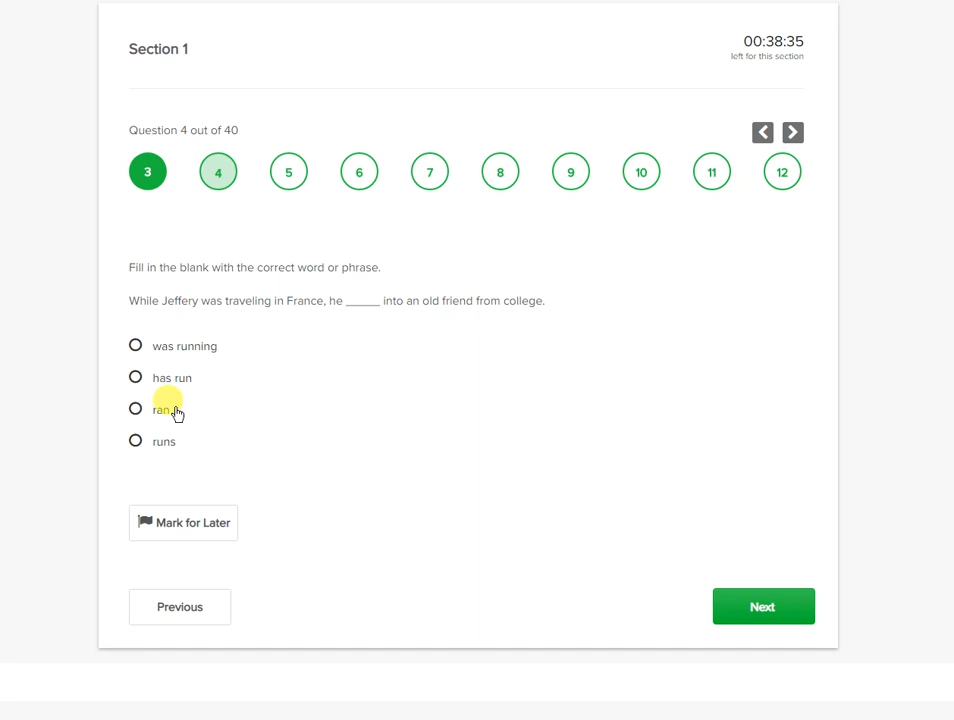 Section 1
00:38:35
left for this section
Question 4 out of 40
3 4 5 6 7 8 9 10 11 12
Fill in the blank with the correct word or phrase.
While Jeffery was traveling in France, he _____ into an old friend from college.
was running
has run
ran
runs
Mark for Later
Previous
Next